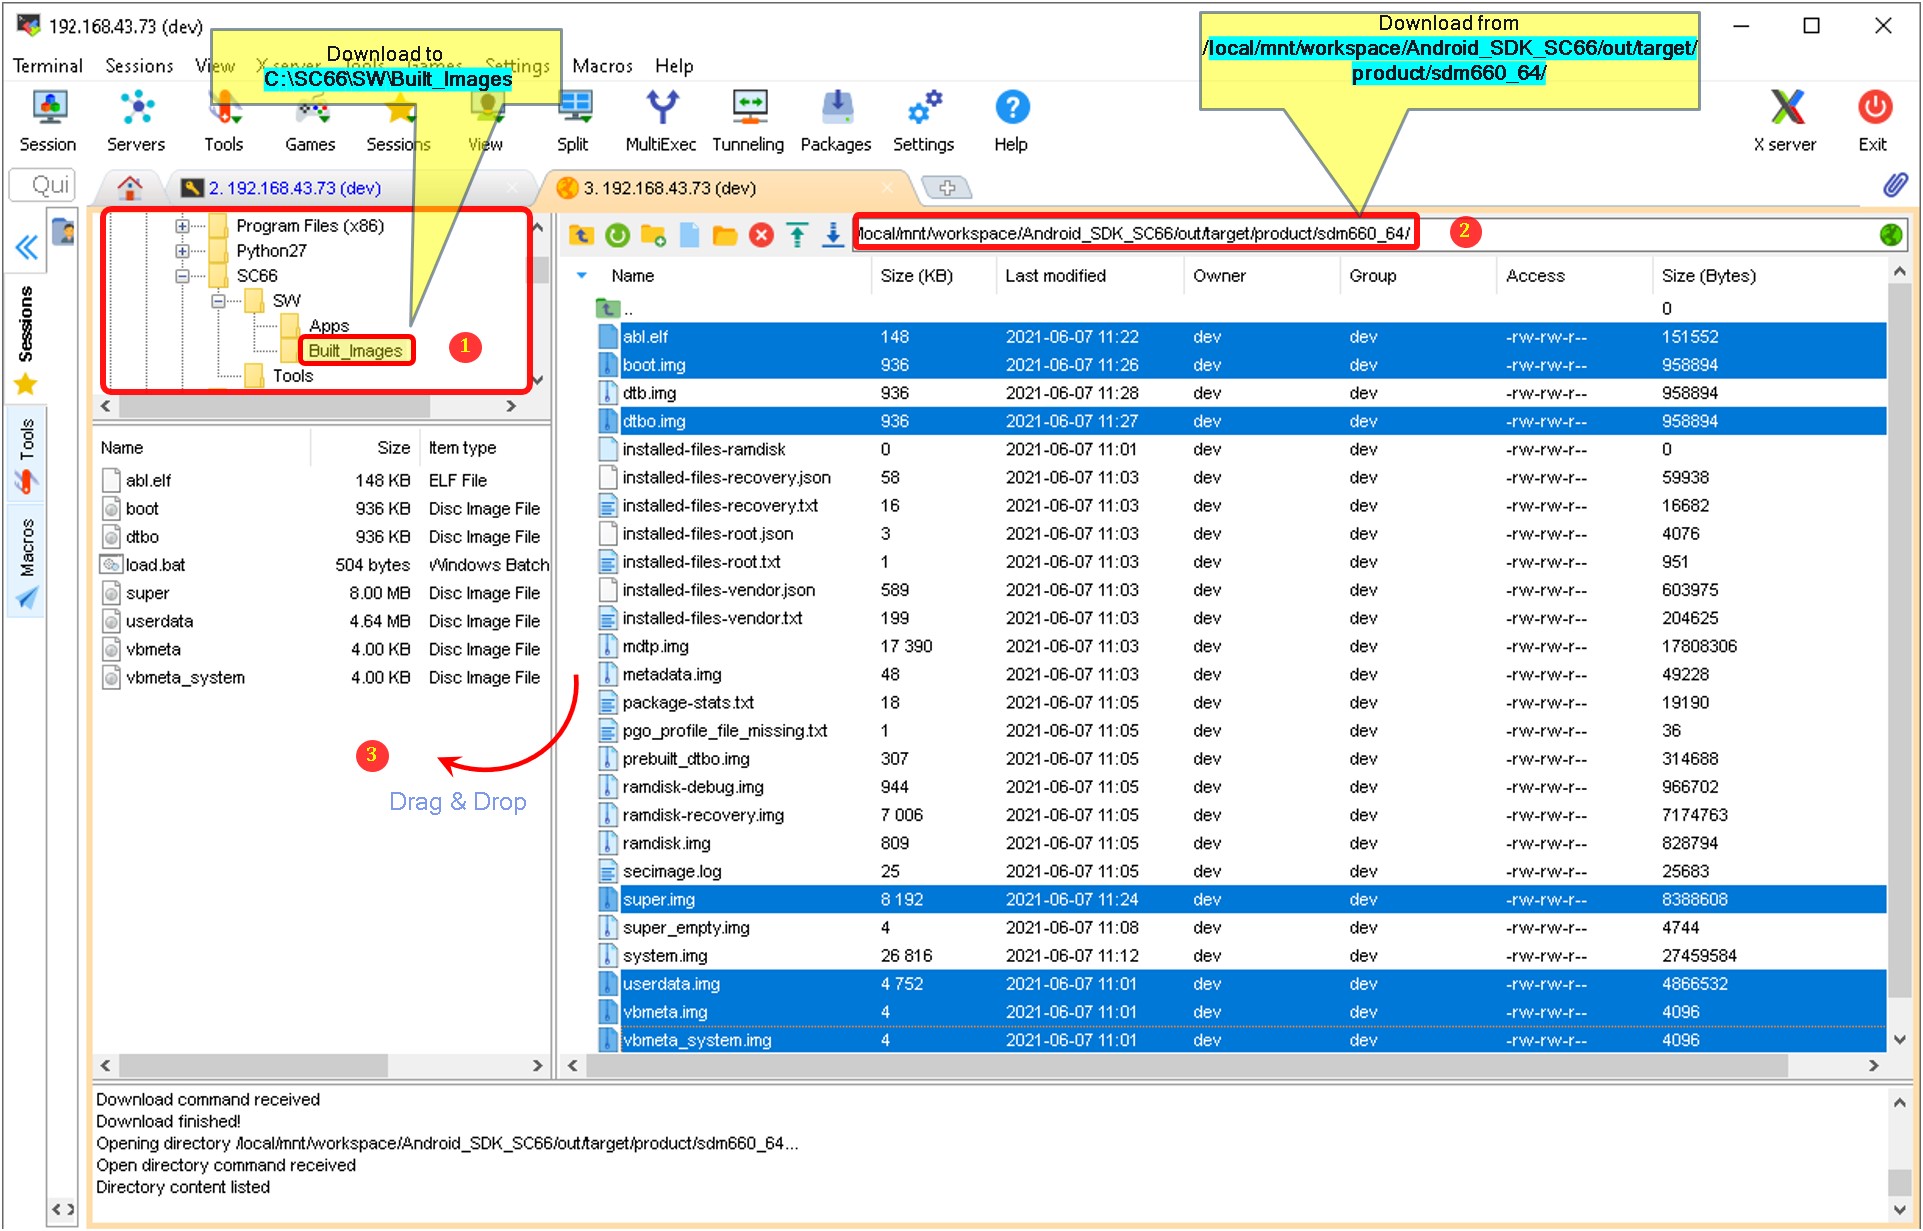 192.168.43.73 (dev)
Download to
C:\SC66\SW\Built_Images
Download from
/local/mnt/workspace/Android_SDK_SC66/out/target/
product/sdm660_64/
Terminal Sessions View X server Tools Games Settings Macros Help
Session Servers Tools Games Sessions View Split MultiExec Tunneling Packages Settings Help X server Exit
Qui
2. 192.168.43.73 (dev)
3. 192.168.43.73 (dev)
Sessions
Tools
Macros
Program Files (x86)
Python27
SC66
SW
Apps
Built_Images
Tools
1
/local/mnt/workspace/Android_SDK_SC66/out/target/product/sdm660_64/
2
Name Size Item type
abl.elf 148 KB ELF File
boot 936 KB Disc Image File
dtbo 936 KB Disc Image File
load.bat 504 bytes Windows Batch
super 8.00 MB Disc Image File
userdata 4.64 MB Disc Image File
vbmeta 4.00 KB Disc Image File
vbmeta_system 4.00 KB Disc Image File
3
Drag & Drop
Name Size (KB) Last modified Owner Group Access Size (Bytes)
.. 0
abl.elf 148 2021-06-07 11:22 dev dev -rw-rw-r-- 151552
boot.img 936 2021-06-07 11:26 dev dev -rw-rw-r-- 958894
dtb.img 936 2021-06-07 11:28 dev dev -rw-rw-r-- 958894
dtbo.img 936 2021-06-07 11:27 dev dev -rw-rw-r-- 958894
installed-files-ramdisk 0 2021-06-07 11:01 dev dev -rw-rw-r-- 0
installed-files-recovery.json 58 2021-06-07 11:03 dev dev -rw-rw-r-- 59938
installed-files-recovery.txt 16 2021-06-07 11:03 dev dev -rw-rw-r-- 16682
installed-files-root.json 3 2021-06-07 11:03 dev dev -rw-rw-r-- 4076
installed-files-root.txt 1 2021-06-07 11:03 dev dev -rw-rw-r-- 951
installed-files-vendor.json 589 2021-06-07 11:03 dev dev -rw-rw-r-- 603975
installed-files-vendor.txt 199 2021-06-07 11:03 dev dev -rw-rw-r-- 204625
mdtp.img 17 390 2021-06-07 11:03 dev dev -rw-rw-r-- 17808306
metadata.img 48 2021-06-07 11:03 dev dev -rw-rw-r-- 49228
package-stats.txt 18 2021-06-07 11:05 dev dev -rw-rw-r-- 19190
pgo_profile_file_missing.txt 1 2021-06-07 11:05 dev dev -rw-rw-r-- 36
prebuilt_dtbo.img 307 2021-06-07 11:05 dev dev -rw-rw-r-- 314688
ramdisk-debug.img 944 2021-06-07 11:05 dev dev -rw-rw-r-- 966702
ramdisk-recovery.img 7 006 2021-06-07 11:05 dev dev -rw-rw-r-- 7174763
ramdisk.img 809 2021-06-07 11:05 dev dev -rw-rw-r-- 828794
secimage.log 25 2021-06-07 11:05 dev dev -rw-rw-r-- 25683
super.img 8 192 2021-06-07 11:24 dev dev -rw-rw-r-- 8388608
super_empty.img 4 2021-06-07 11:08 dev dev -rw-rw-r-- 4744
system.img 26 816 2021-06-07 11:12 dev dev -rw-rw-r-- 27459584
userdata.img 4 752 2021-06-07 11:01 dev dev -rw-rw-r-- 4866532
vbmeta.img 4 2021-06-07 11:01 dev dev -rw-rw-r-- 4096
vbmeta_system.img 4 2021-06-07 11:01 dev dev -rw-rw-r-- 4096
Download command received
Download finished!
Opening directory /local/mnt/workspace/Android_SDK_SC66/out/target/product/sdm660_64...
Open directory command received
Directory content listed